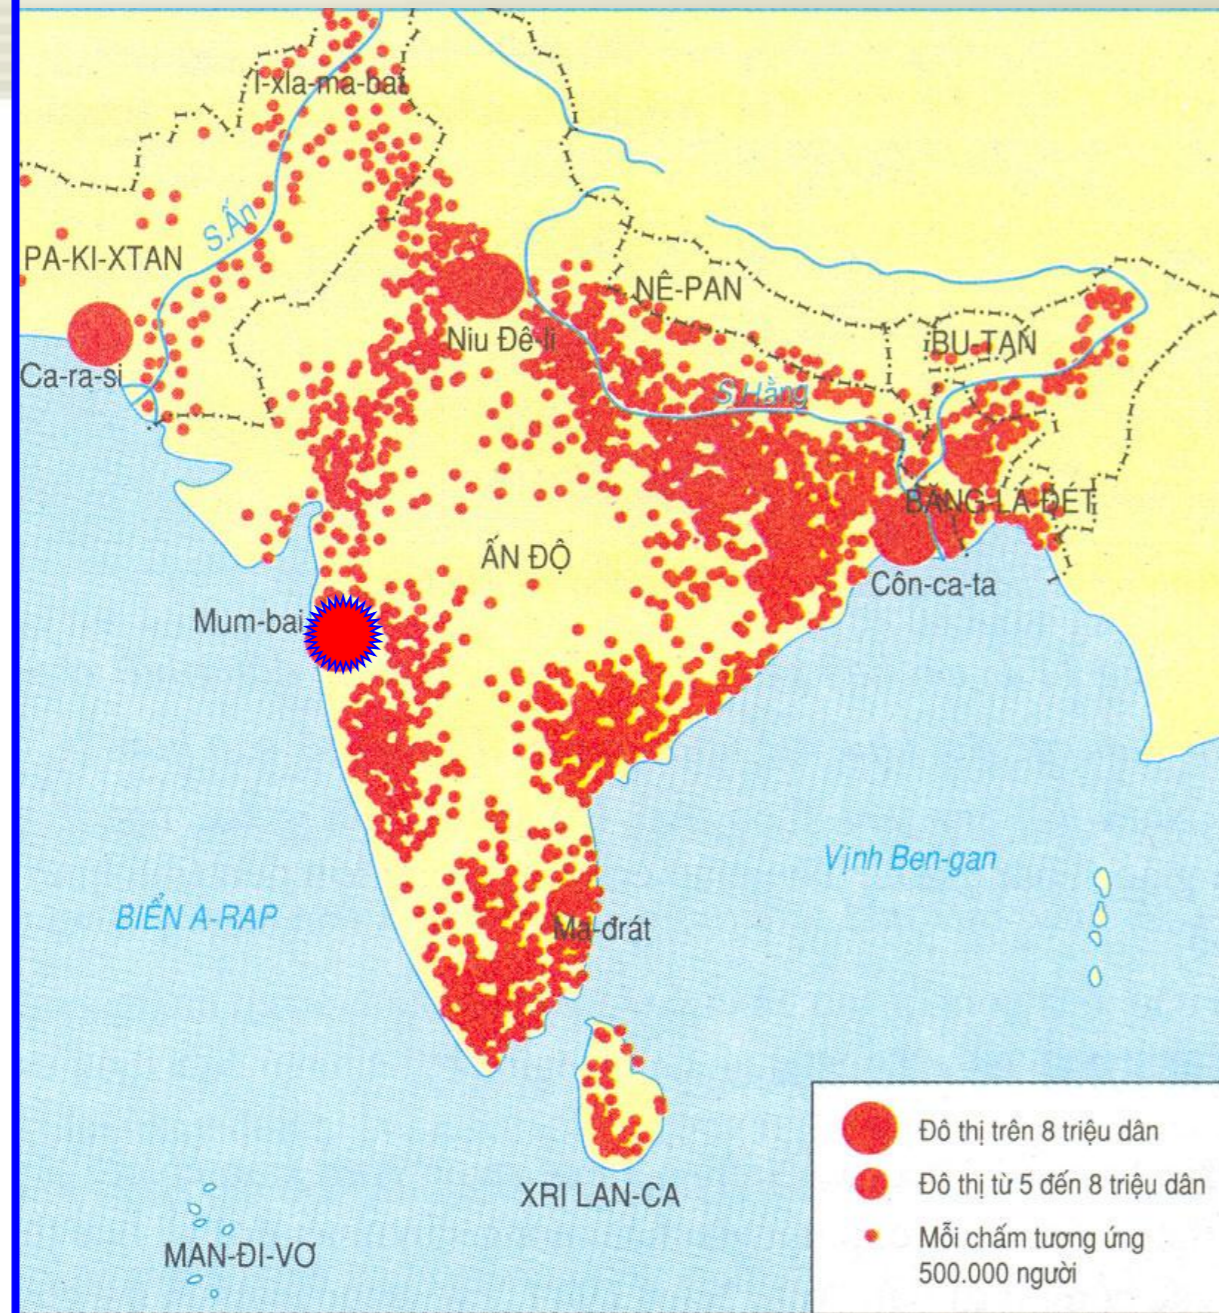 I-xla-ma-bat
S.Ấn
PA-KI-XTAN
NÊ-PAN
Niu Đê-li
BU-TAN
Ca-ra-si
S.Hằng
BĂNG-LA-ĐÉT
ẤN ĐỘ
Côn-ca-ta
Mum-bai
Vịnh Ben-gan
BIỂN A-RAP
Ma-đrát
Đô thị trên 8 triệu dân
Đô thị từ 5 đến 8 triệu dân
XRI LAN-CA
Mỗi chấm tương ứng
500.000 người
MAN-ĐI-VƠ